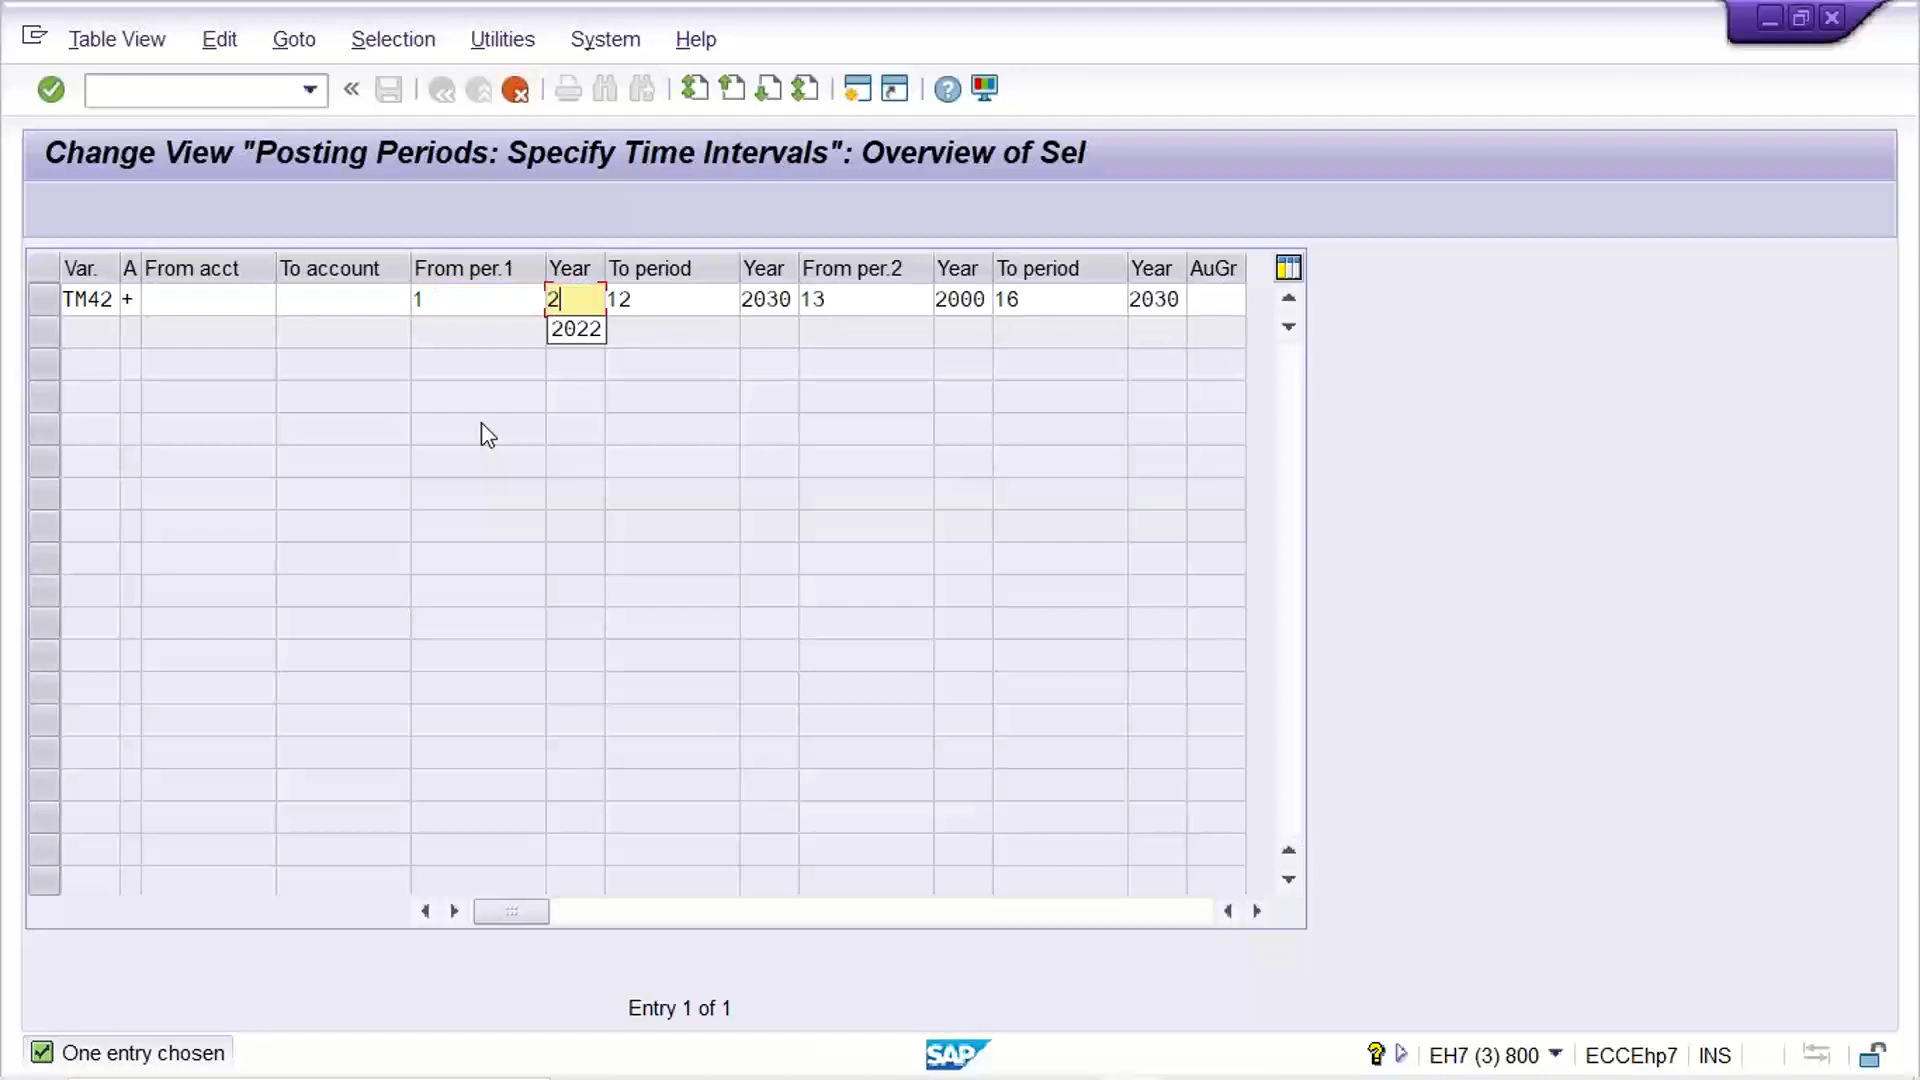 Table View Edit Goto Selection Utilities System Help
Change View "Posting Periods: Specify Time Intervals": Overview of Sel
Var. A From acct To account From per.1 Year To period Year From per.2 Year To period Year AuGr
TM42 + 1 2 12 2030 13 2000 16 2030
2022
Entry 1 of 1
One entry chosen SAP EH7 (3) 800 ECCEhp7 INS